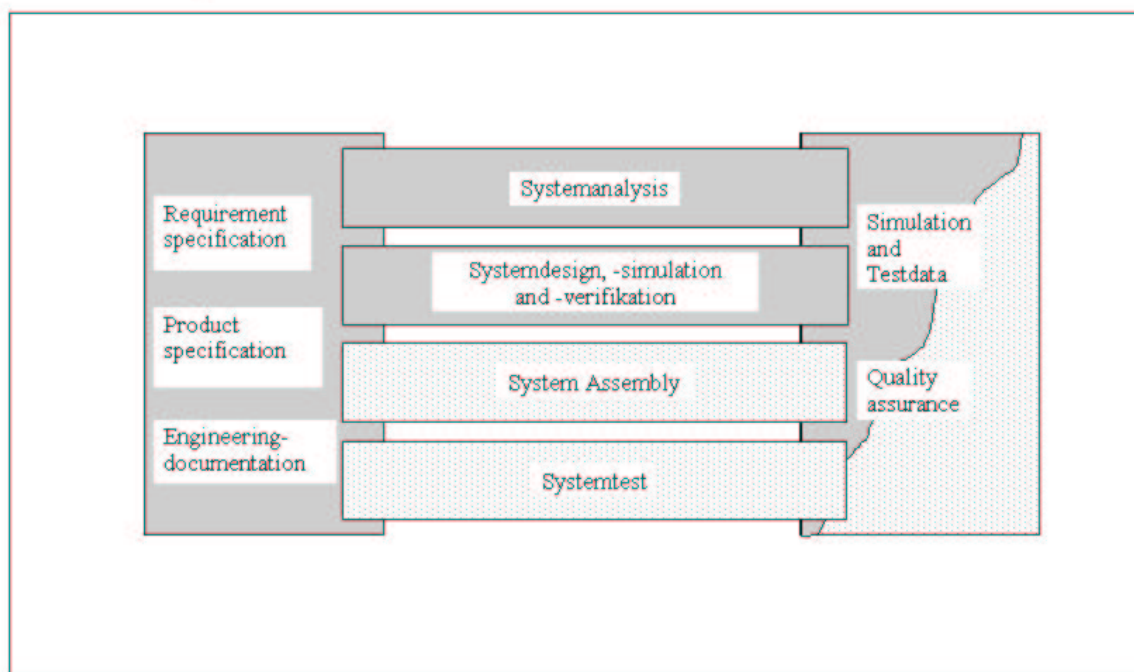 Systemanalysis
Requirement
specification
Simulation
and
Testdata
Systemdesign, -simulation
and -verifikation
Product
specification
System Assembly
Quality
assurance
Engineering-
documentation
Systemtest